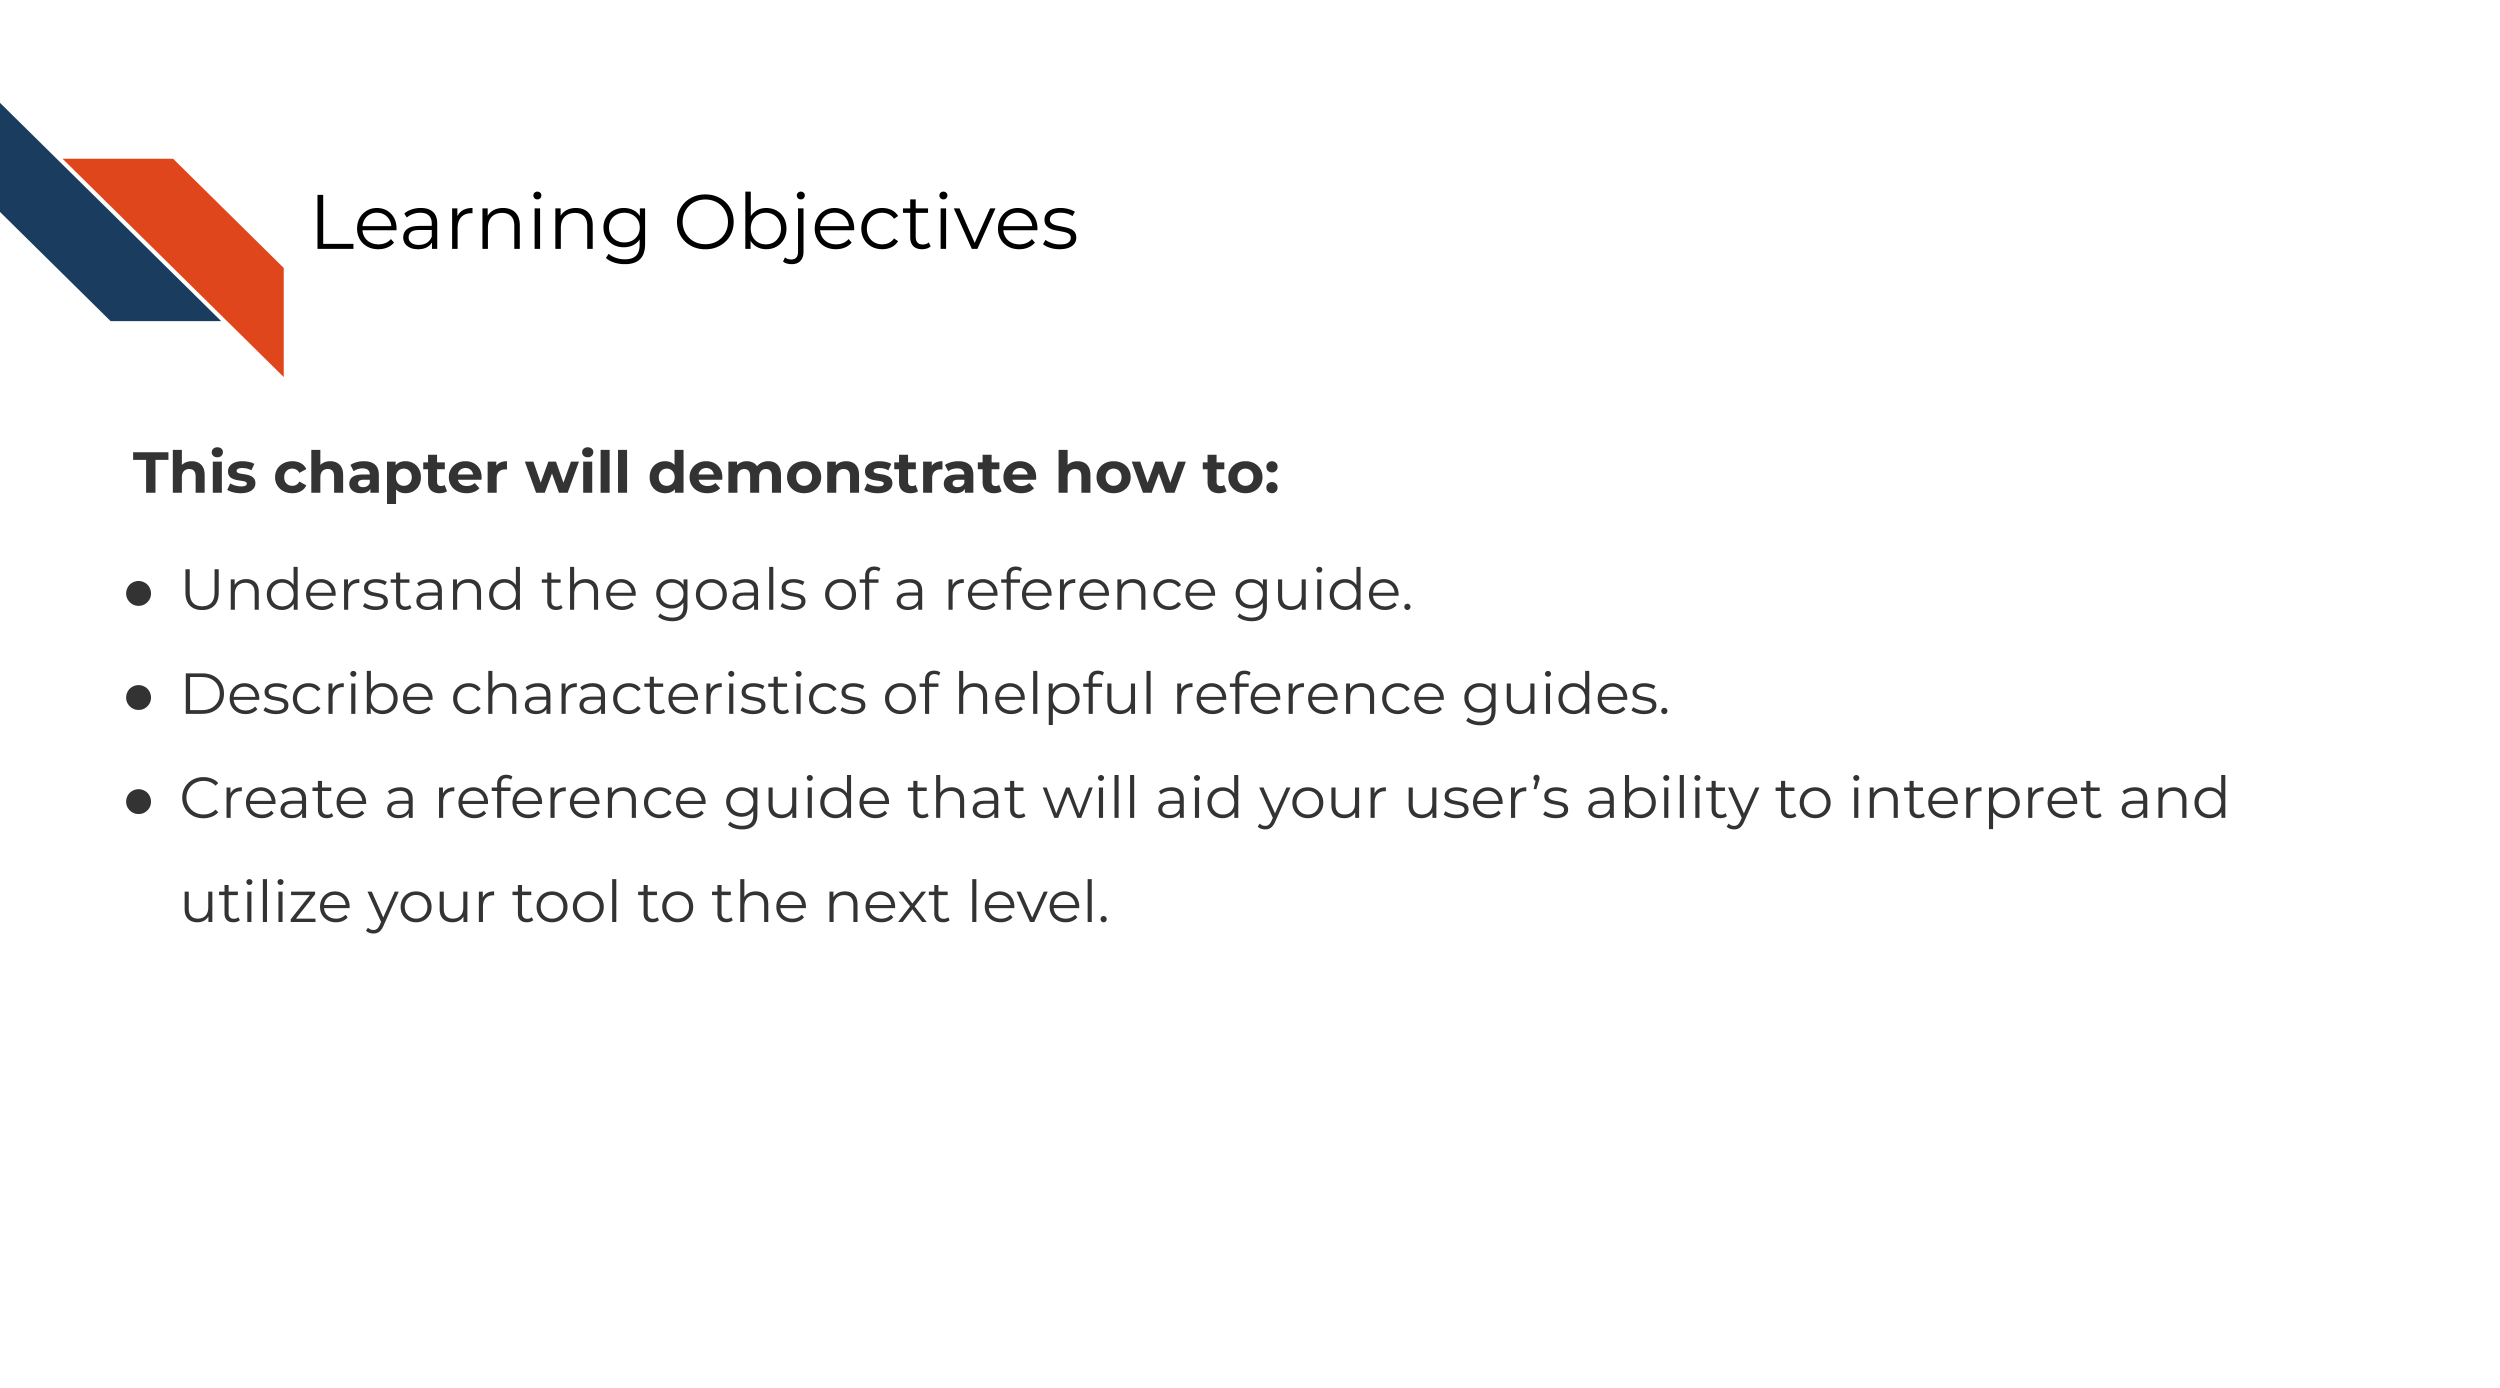 Learning Objectives
This chapter will demonstrate how to:
● Understand the goals of a reference guide.
● Describe characteristics of helpful reference guides.
● Create a reference guide that will aid your user’s ability to interpret and
utilize your tool to the next level.